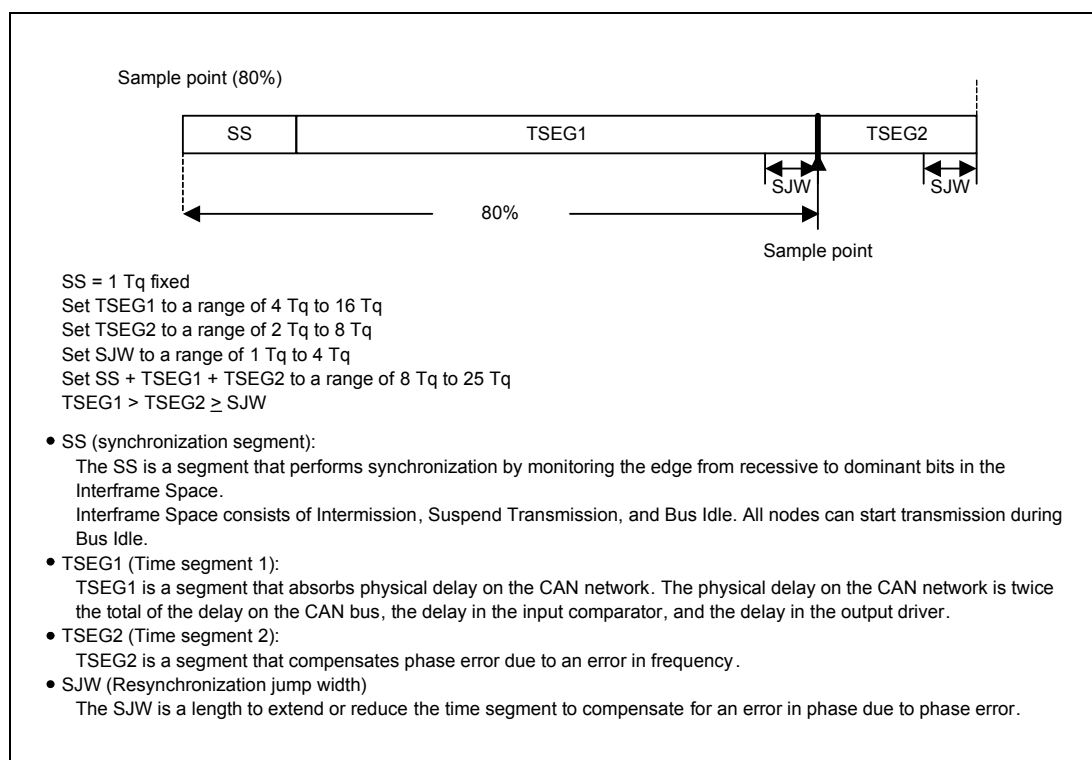 Sample point (80%)
SS
TSEG1
TSEG2
SJW
SJW
80%
Sample point
SS = 1 Tq fixed
Set TSEG1 to a range of 4 Tq to 16 Tq
Set TSEG2 to a range of 2 Tq to 8 Tq
Set SJW to a range of 1 Tq to 4 Tq
Set SS + TSEG1 + TSEG2 to a range of 8 Tq to 25 Tq
TSEG1 > TSEG2 ≥ SJW
• SS (synchronization segment):
The SS is a segment that performs synchronization by monitoring the edge from recessive to dominant bits in the
Interframe Space.
Interframe Space consists of Intermission, Suspend Transmission, and Bus Idle. All nodes can start transmission during
Bus Idle.
• TSEG1 (Time segment 1):
TSEG1 is a segment that absorbs physical delay on the CAN network. The physical delay on the CAN network is twice
the total of the delay on the CAN bus, the delay in the input comparator, and the delay in the output driver.
• TSEG2 (Time segment 2):
TSEG2 is a segment that compensates phase error due to an error in frequency.
• SJW (Resynchronization jump width)
The SJW is a length to extend or reduce the time segment to compensate for an error in phase due to phase error.